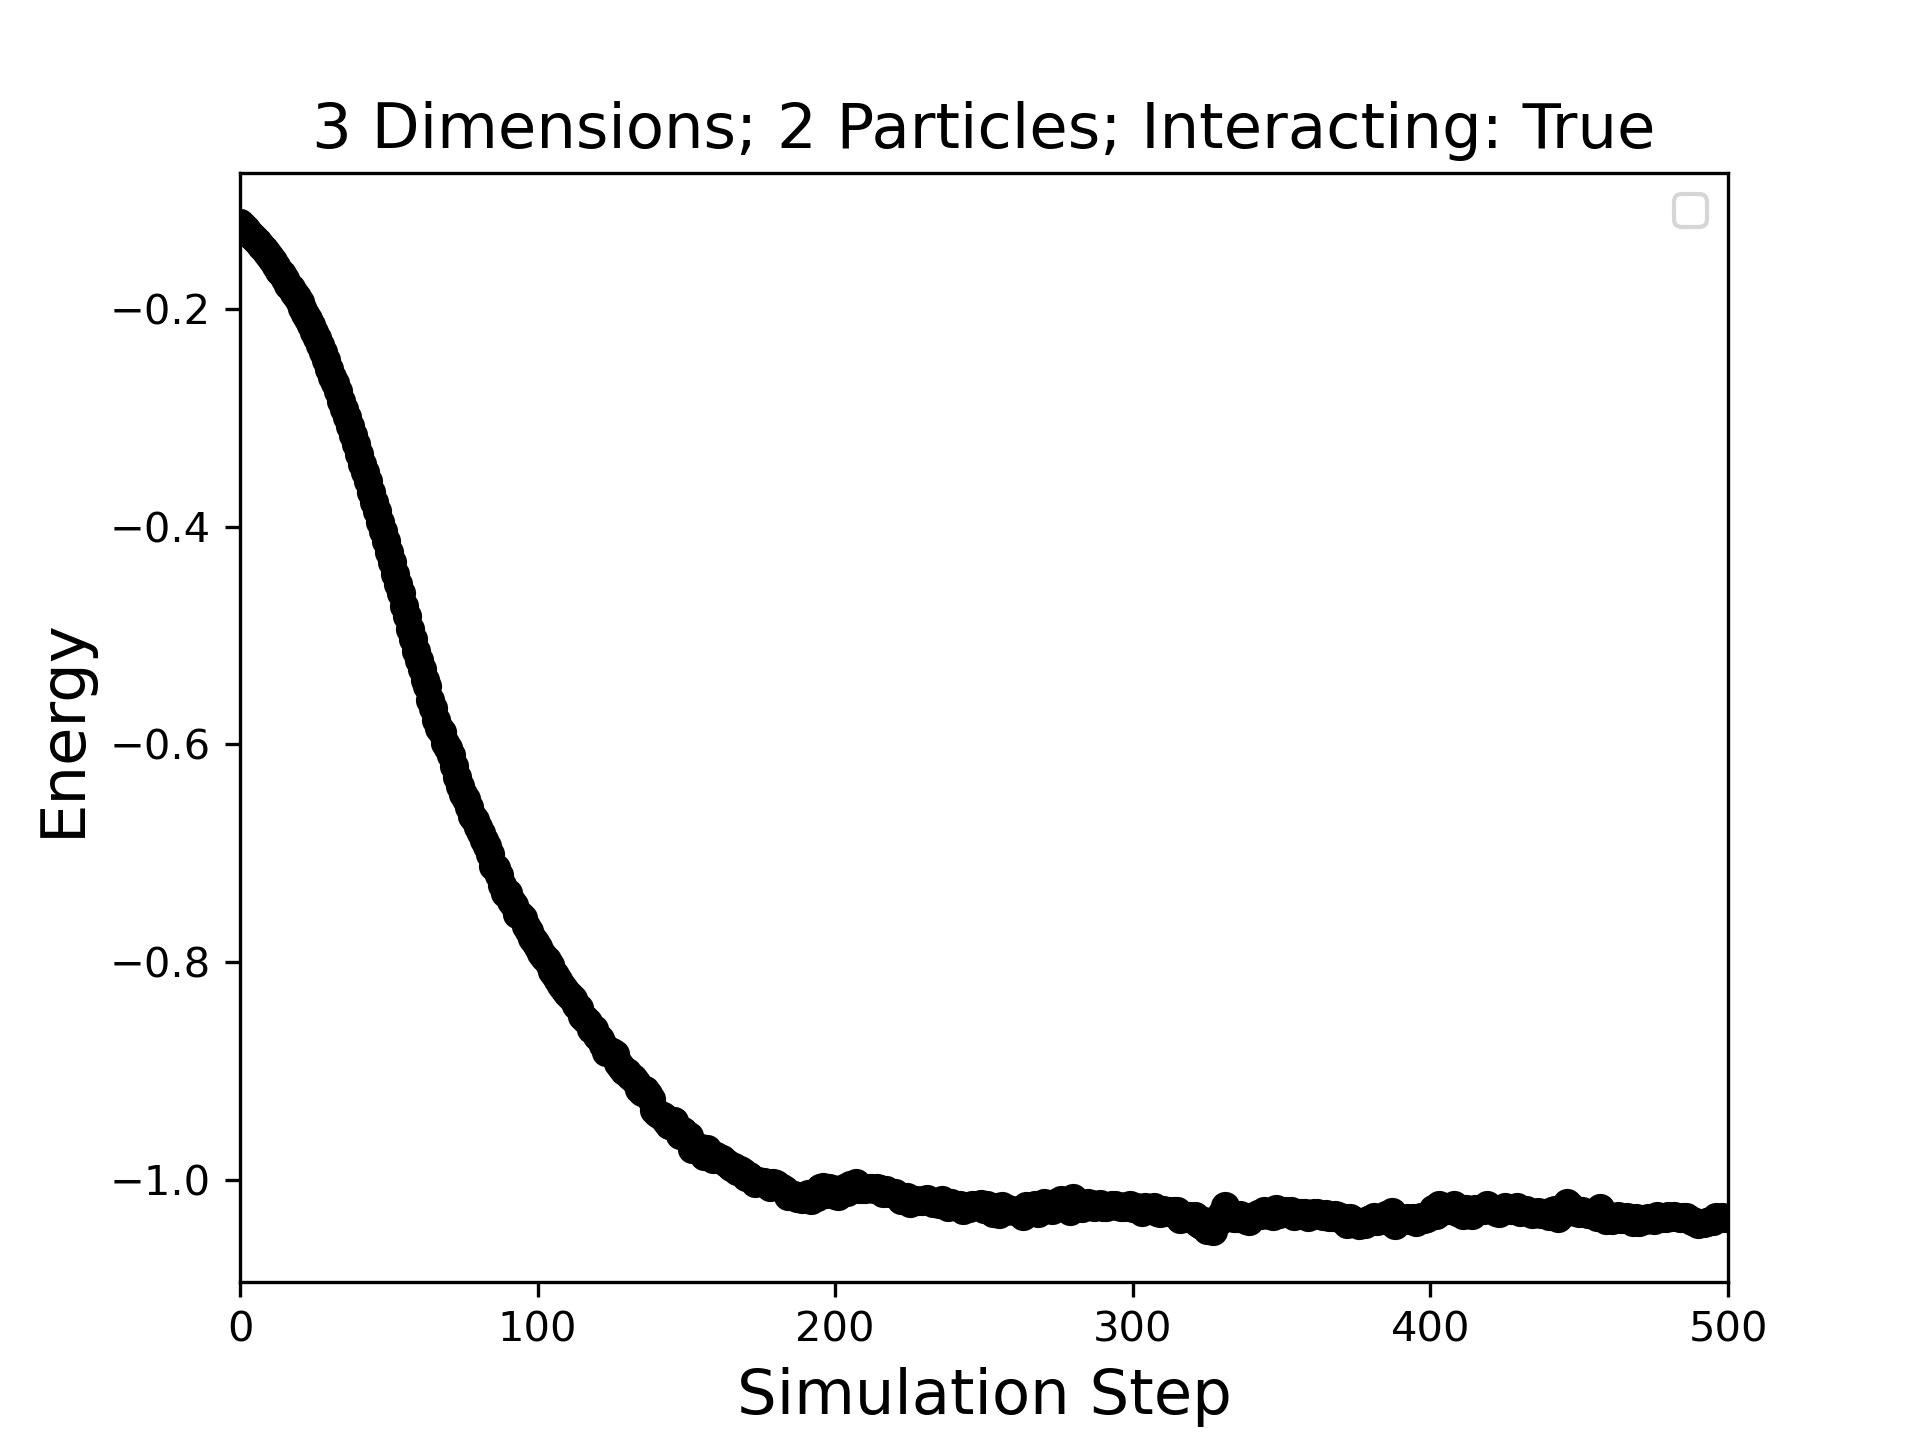 3 Dimensions; 2 Particles; Interacting: True
Energy
−0.2
−0.4
−0.6
−0.8
−1.0
0 100 200 300 400 500
Simulation Step